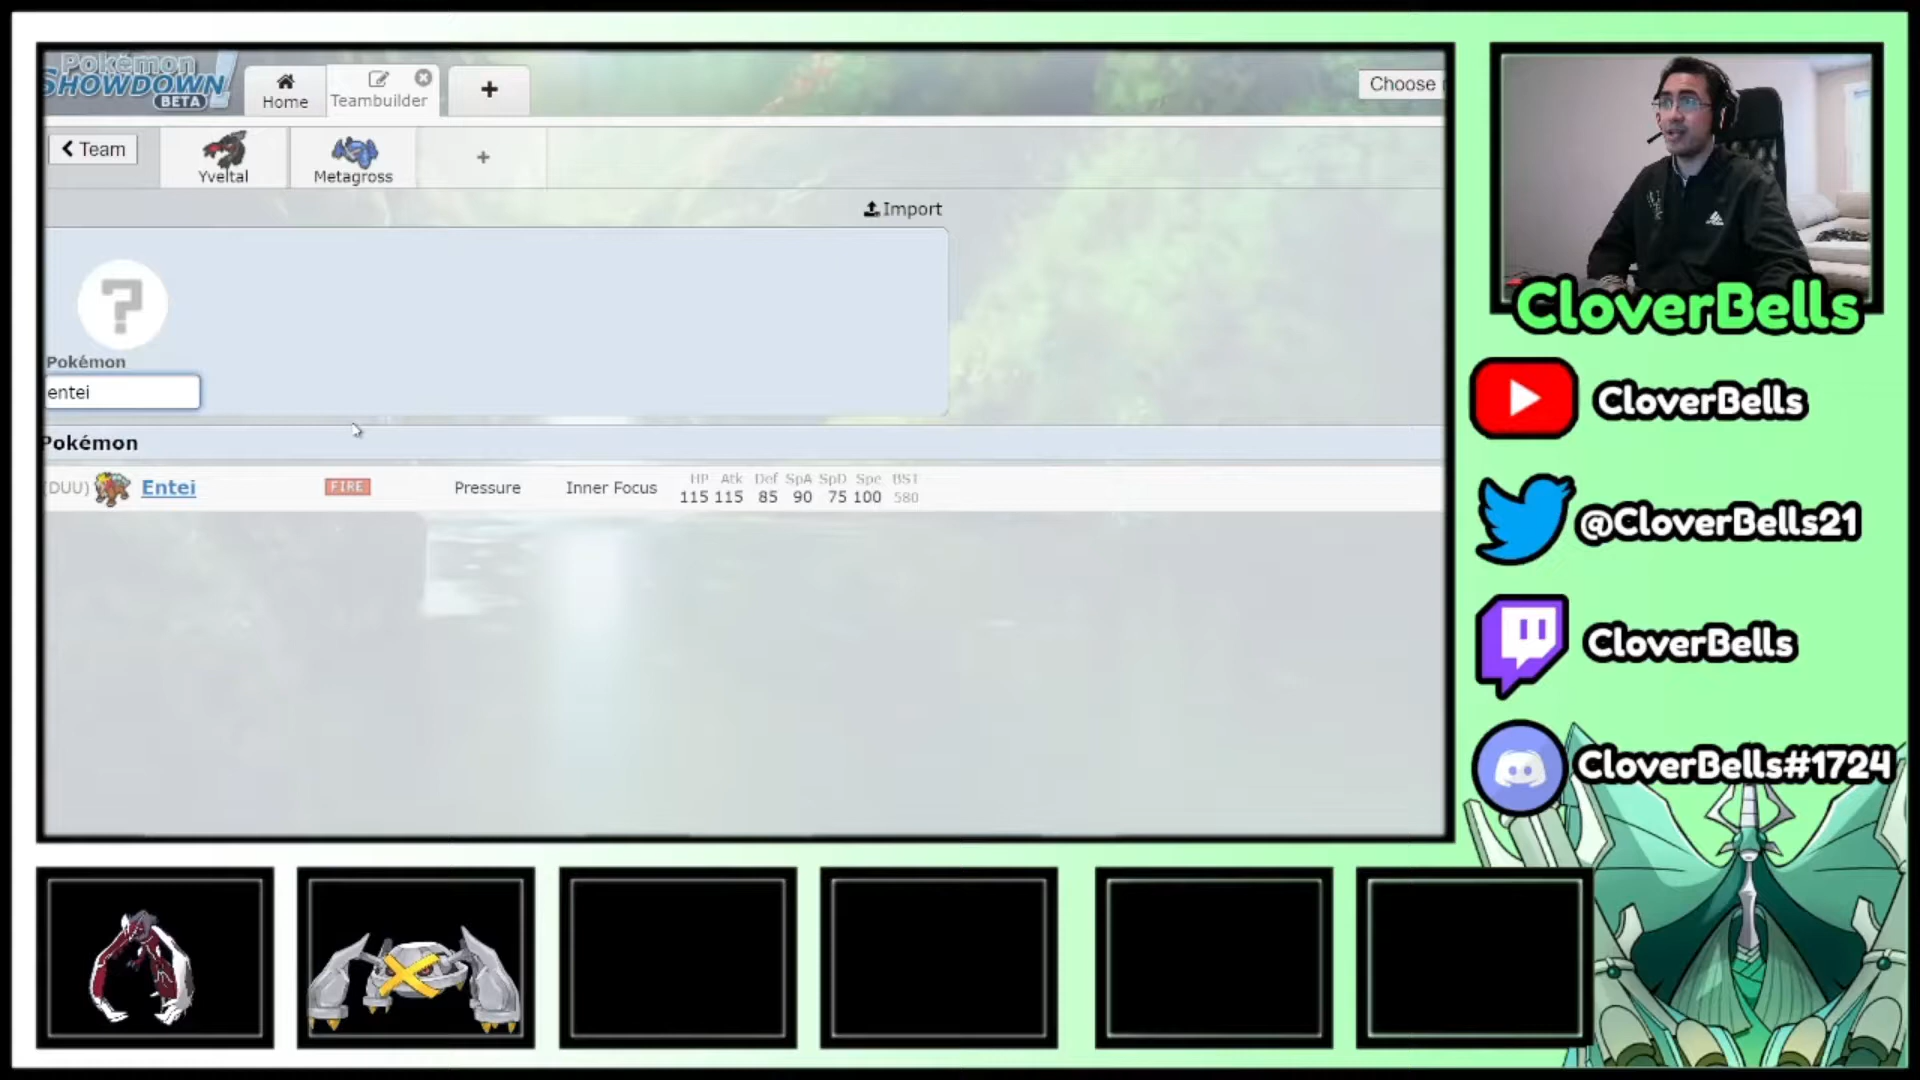 Pokémon
SHOWDOWN!
BETA
Home
Teambuilder
+
Choose
Team
Yveltal
Metagross
+
Import
?
Pokémon
entei
Pokémon
(DUU) Entei FIRE Pressure Inner Focus
HP Atk Def SpA SpD Spe BST
115 115 85 90 75 100 580
CloverBells
CloverBells
@CloverBells21
CloverBells
CloverBells#1724